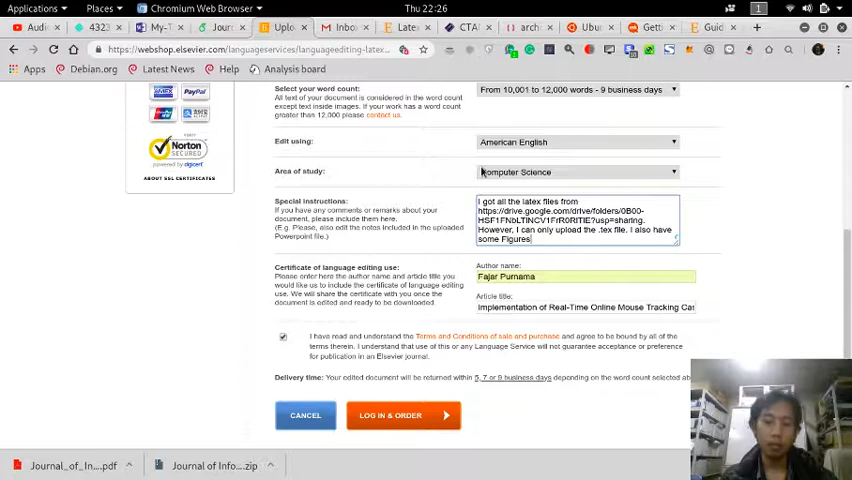 Applications
Places
Chromium Web Browser
Thu 22:26
1
Audi
4323
My-T
Jour
Uplo
Inbo
Late
CTA
arch
Ubu
Gett
Guid
https://webshop.elsevier.com/languageservices/languageediting-latex...
Apps
Debian.org
Latest News
Help
Analysis board
AMEX
PayPal
Norton
SECURED
powered by digicert
ABOUT SSL CERTIFICATES
Select your word count:
All text of your document is considered in the word count
except text inside images. If your work has a word count
greater than 12,000 please contact us.
From 10,001 to 12,000 words - 9 business days
Edit using:
American English
Area of study:
Computer Science
Special instructions:
If you have any comments or remarks about your
document, please include them here.
(E.g. Please, also edit the notes included in the uploaded
Powerpoint file.)
I got all the latex files from
https://drive.google.com/drive/folders/0B00-
HSF1FNbLTlNCV1FrR0RlTlE?usp=sharing.
However, I can only upload the .tex file. I also have
some Figures
Certificate of language editing use:
Please enter here the author name and article title you
would like us to include the certificate of language editing
use. We will share the certificate with you once the
document is edited and ready to be downloaded.
Author name:
Fajar Purnama
Article title:
Implementation of Real-Time Online Mouse Tracking Cas
I have read and understand the Terms and Conditions of sale and purchase and agree to be bound by all of the
terms therein. I understand that use of this or any Language Service will not guarantee acceptance or preference
for publication in an Elsevier journal.
Delivery time: Your edited document will be returned within 5, 7 or 9 business days depending on the word count selected ab
CANCEL
LOG IN & ORDER
Journal_of_In....pdf
Journal of Info....zip